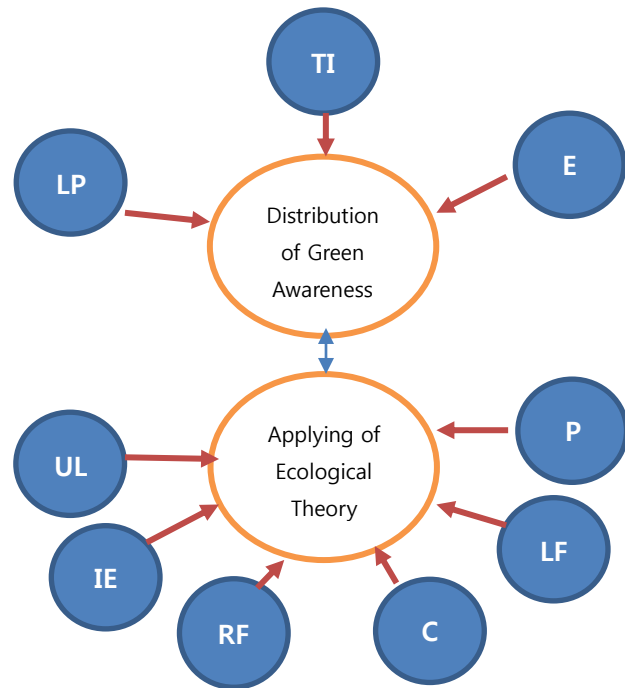 TI
E
LP
Distribution
of Green
Awareness
Applying of
Ecological
Theory
P
UL
LF
IE
RF
C